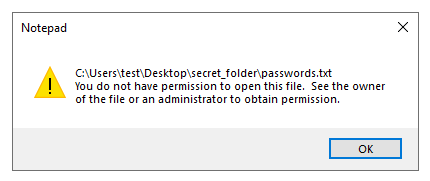 Notepad
C:\Users\test\Desktop\secret_folder\passwords.txt
You do not have permission to open this file.  See the owner
of the file or an administrator to obtain permission.
OK